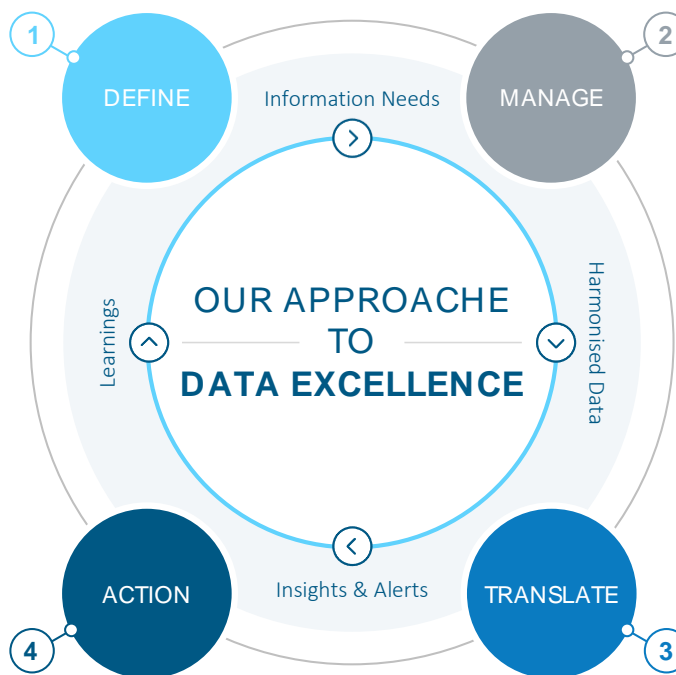 1
DEFINE
Information Needs
MANAGE
2
Learnings
OUR APPROACHE
TO
DATA EXCELLENCE
Harmonised Data
ACTION
Insights & Alerts
TRANSLATE
4
3